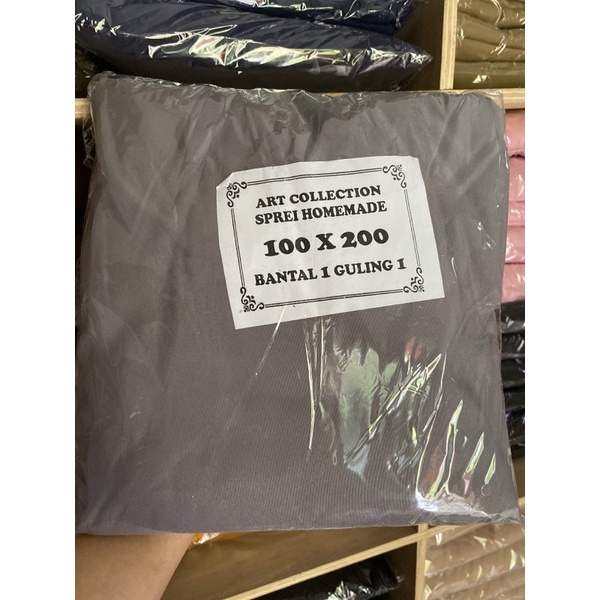 ART COLLECTION
SPREI HOMEMADE
100 X 200
BANTAL 1 GULING 1